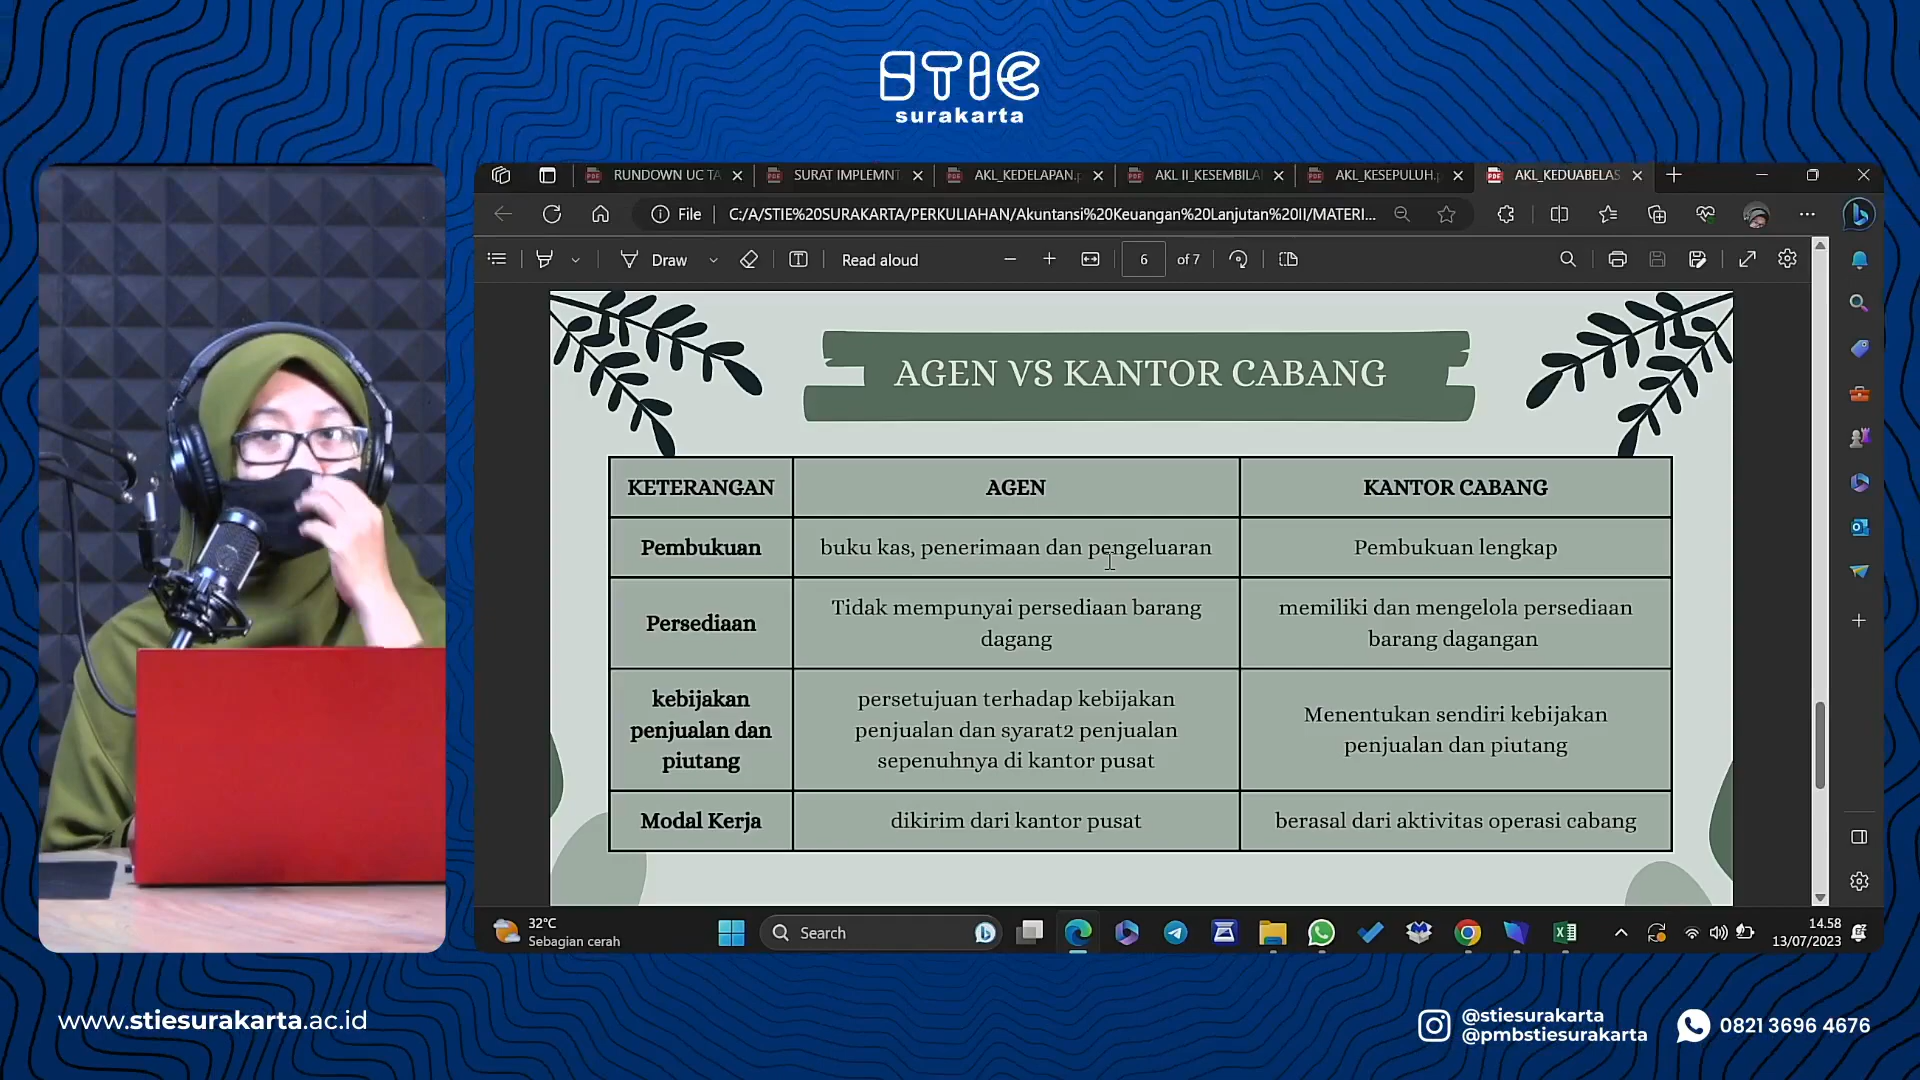 STIE
surakarta
RUNDOWN UC TA
SURAT IMPLEMNT
AKL_KEDELAPAN.p
AKL II_KESEMBILA
AKL_KESEPULUH.p
AKL_KEDUABELAS
File
C:/A/STIE%20SURAKARTA/PERKULIAHAN/Akuntansi%20Keuangan%20Lanjutan%20II/MATERI...
Draw
Read aloud
6 of 7
AGEN VS KANTOR CABANG
KETERANGAN
AGEN
KANTOR CABANG
Pembukuan
buku kas, penerimaan dan pengeluaran
Pembukuan lengkap
Persediaan
Tidak mempunyai persediaan barang
dagang
memiliki dan mengelola persediaan
barang dagangan
kebijakan
penjualan dan
piutang
persetujuan terhadap kebijakan
penjualan dan syarat2 penjualan
sepenuhnya di kantor pusat
Menentukan sendiri kebijakan
penjualan dan piutang
Modal Kerja
dikirim dari kantor pusat
berasal dari aktivitas operasi cabang
32°C
Sebagian cerah
Search
14.58
13/07/2023
www.stiesurakarta.ac.id
@stiesurakarta
@pmbstiesurakarta
0821 3696 4676